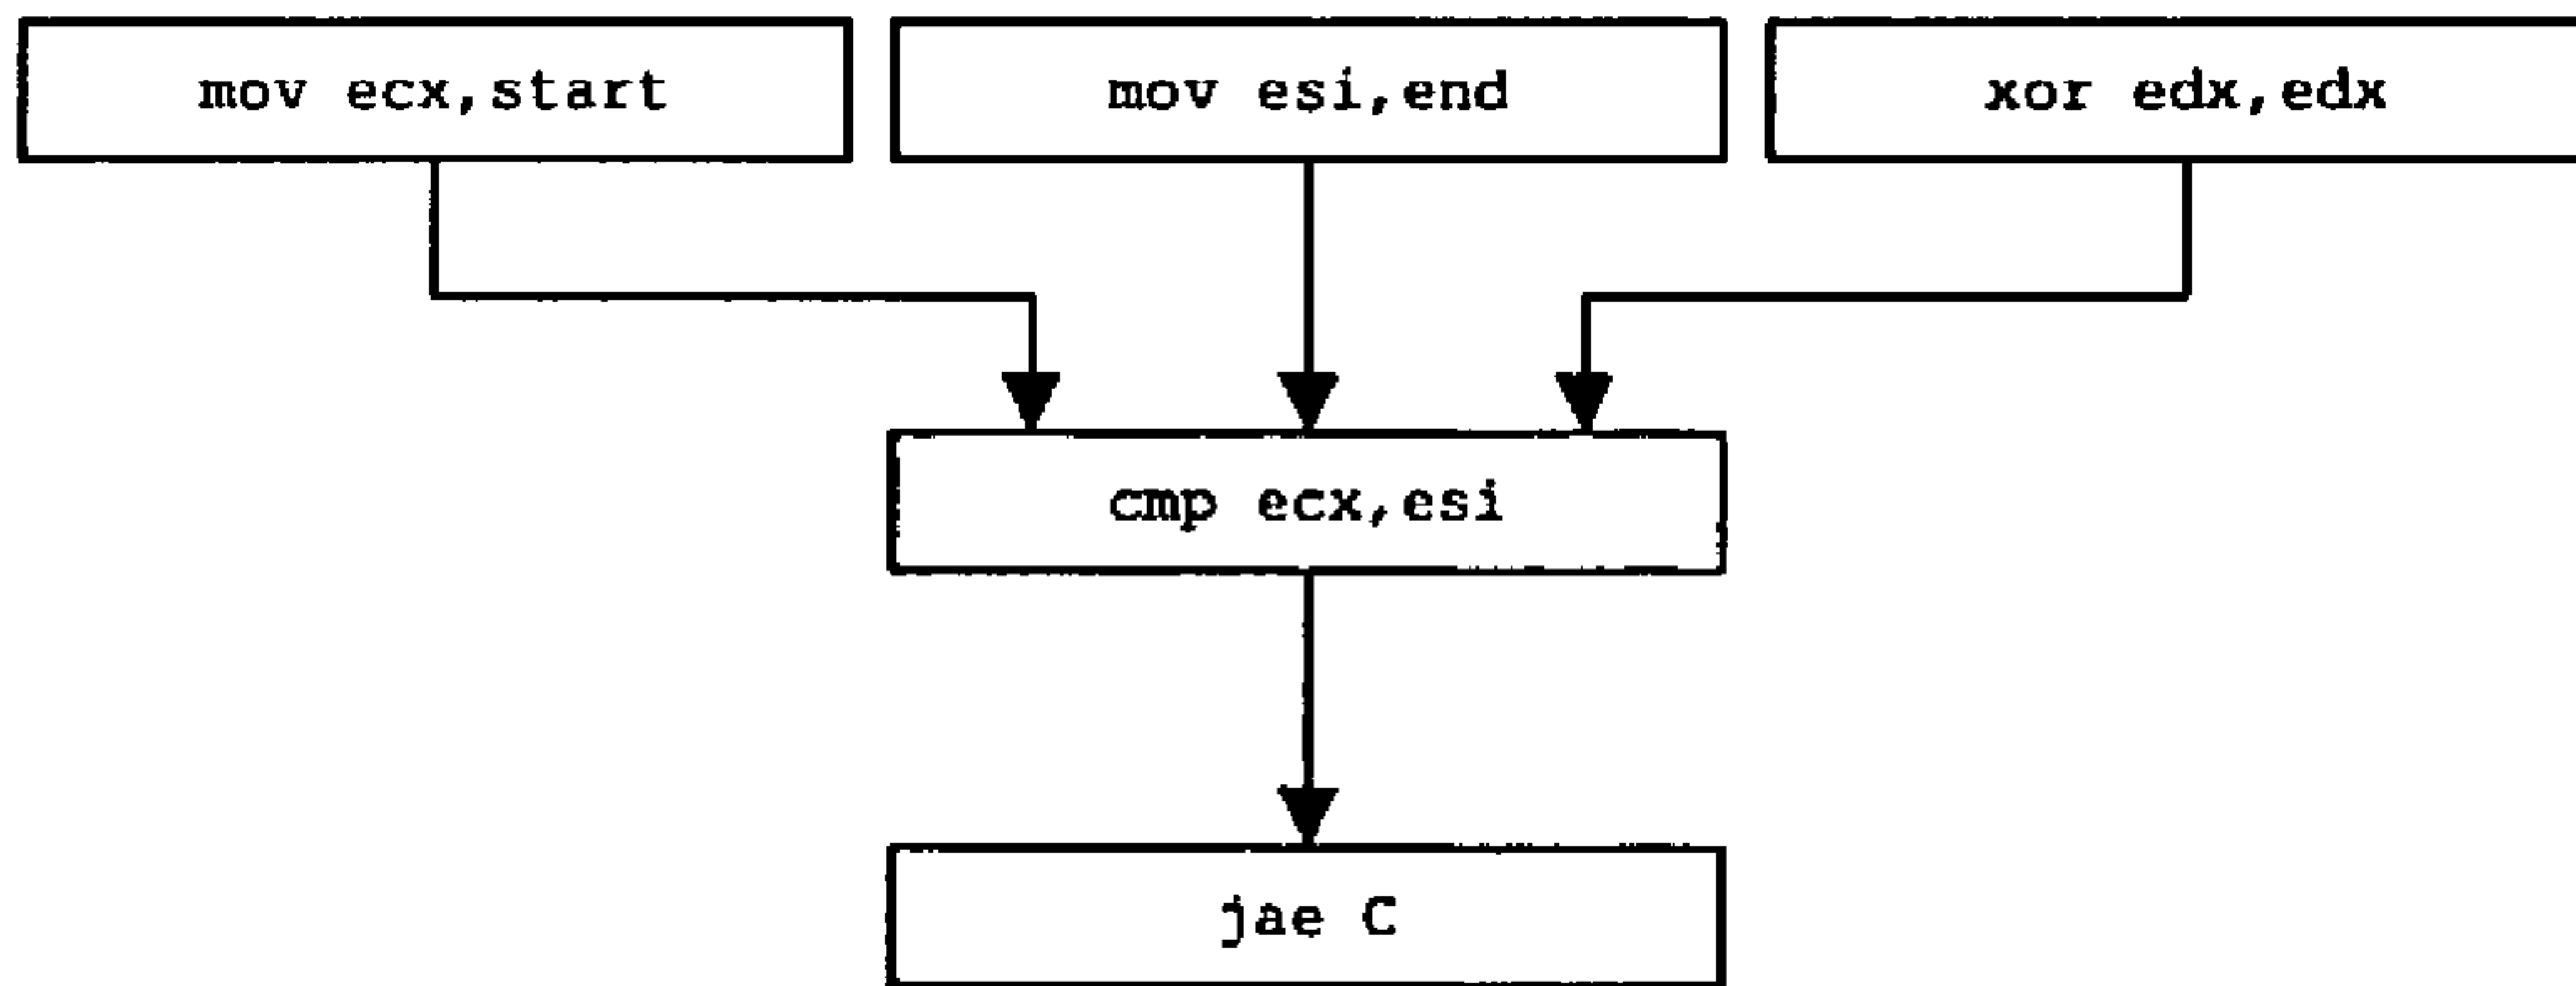 mov ecx,start
mov esi,end
xor edx,edx
cmp ecx,esi
jae C